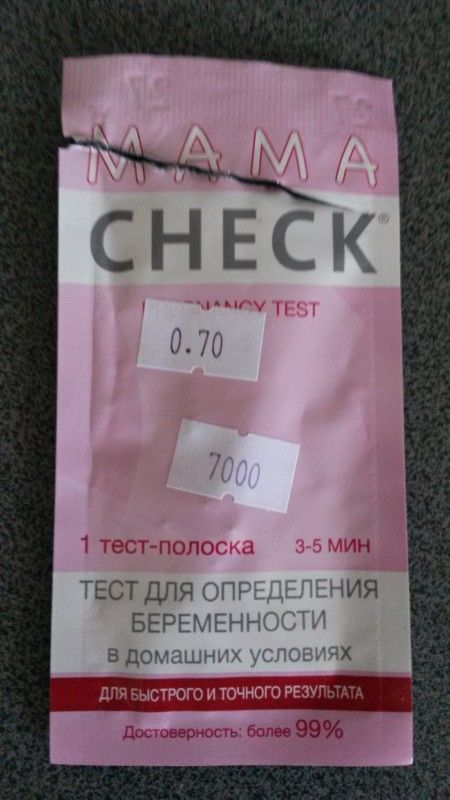 MAMA
CHECK®
TEST
0.70
7000
1 тест-полоска 3-5 МИН
ТЕСТ ДЛЯ ОПРЕДЕЛЕНИЯ
БЕРЕМЕННОСТИ
в домашних условиях
ДЛЯ БЫСТРОГО И ТОЧНОГО РЕЗУЛЬТАТА
Достоверность: более 99%